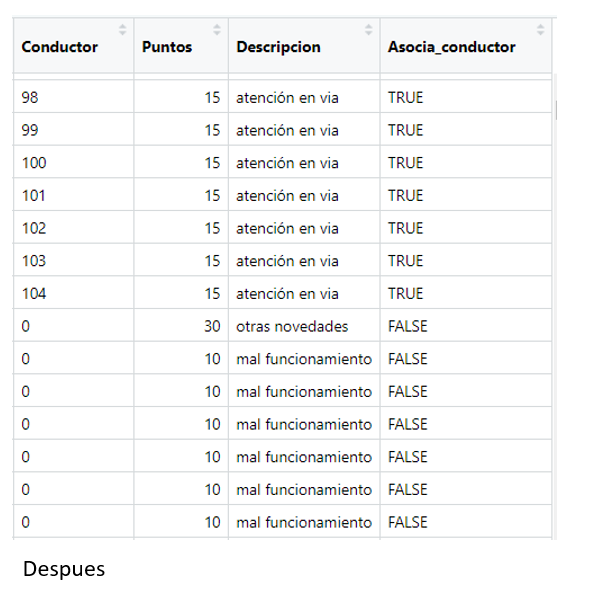 Conductor Puntos Descripcion Asocia_conductor
98 15 atención en via TRUE
99 15 atención en via TRUE
100 15 atención en via TRUE
101 15 atención en via TRUE
102 15 atención en via TRUE
103 15 atención en via TRUE
104 15 atención en via TRUE
0 30 otras novedades FALSE
0 10 mal funcionamiento FALSE
0 10 mal funcionamiento FALSE
0 10 mal funcionamiento FALSE
0 10 mal funcionamiento FALSE
0 10 mal funcionamiento FALSE
0 10 mal funcionamiento FALSE
Despues